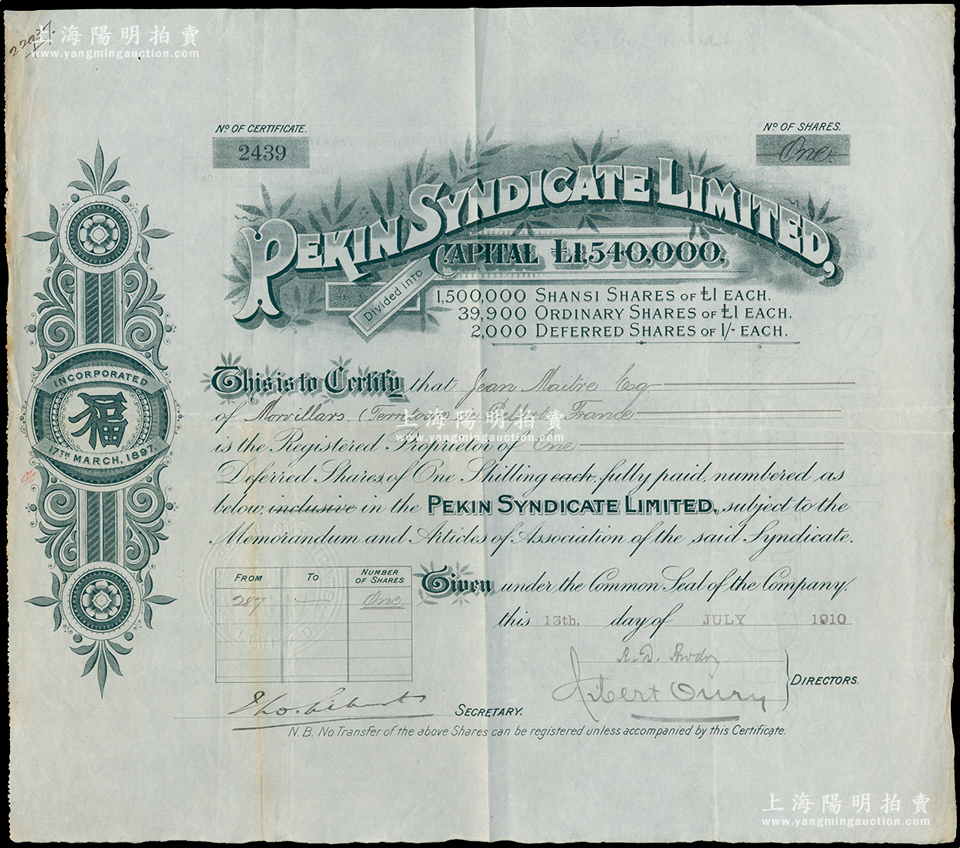 上海陽明拍賣
www.yangmingauction.com
Nº OF CERTIFICATE.
2439
Nº OF SHARES.
One
PEKIN SYNDICATE LIMITED,
CAPITAL £1,540,000,
Divided into
1,500,000 SHANSI SHARES OF £1 EACH.
39,900 ORDINARY SHARES OF £1 EACH.
2,000 DEFERRED SHARES OF 1/- EACH.
INCORPORATED
福
17TH MARCH, 1897.
This is to Certify that Jean Maître Esq
of Morvillars (Territoire de Belfort) France
上海陽明拍賣
www.yangmingauction.com
is the Registered Proprietor of One
Deferred Shares of One Shilling each, fully paid, numbered as
below, inclusive in the PEKIN SYNDICATE LIMITED, subject to the
Memorandum and Articles of Association of the said Syndicate.
FROM TO NUMBER OF SHARES
287 — One
Given under the Common Seal of the Company,
this 13th. day of JULY 1910
DIRECTORS.
SECRETARY.
N.B. No Transfer of the above Shares can be registered unless accompanied by this Certificate.
上海陽明拍賣
www.yangmingauction.com